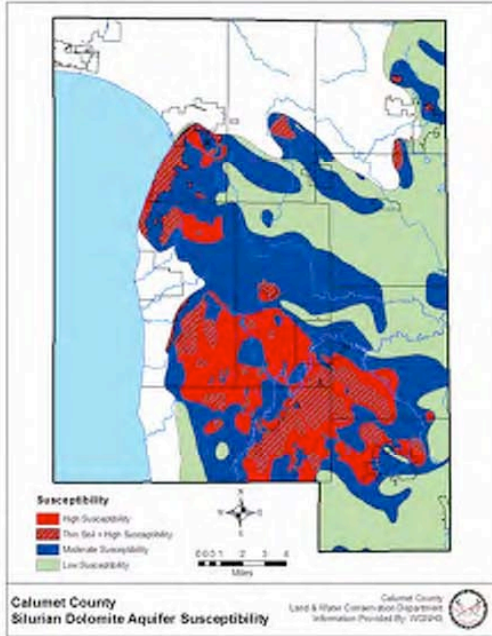 Susceptibility
High Susceptibility
Thin Soil + High Susceptibility
Moderate Susceptibility
Low Susceptibility
Miles
Calumet County
Silurian Dolomite Aquifer Susceptibility
Calumet County
Land & Water Conservation Department
Information Provided By: WGNHS